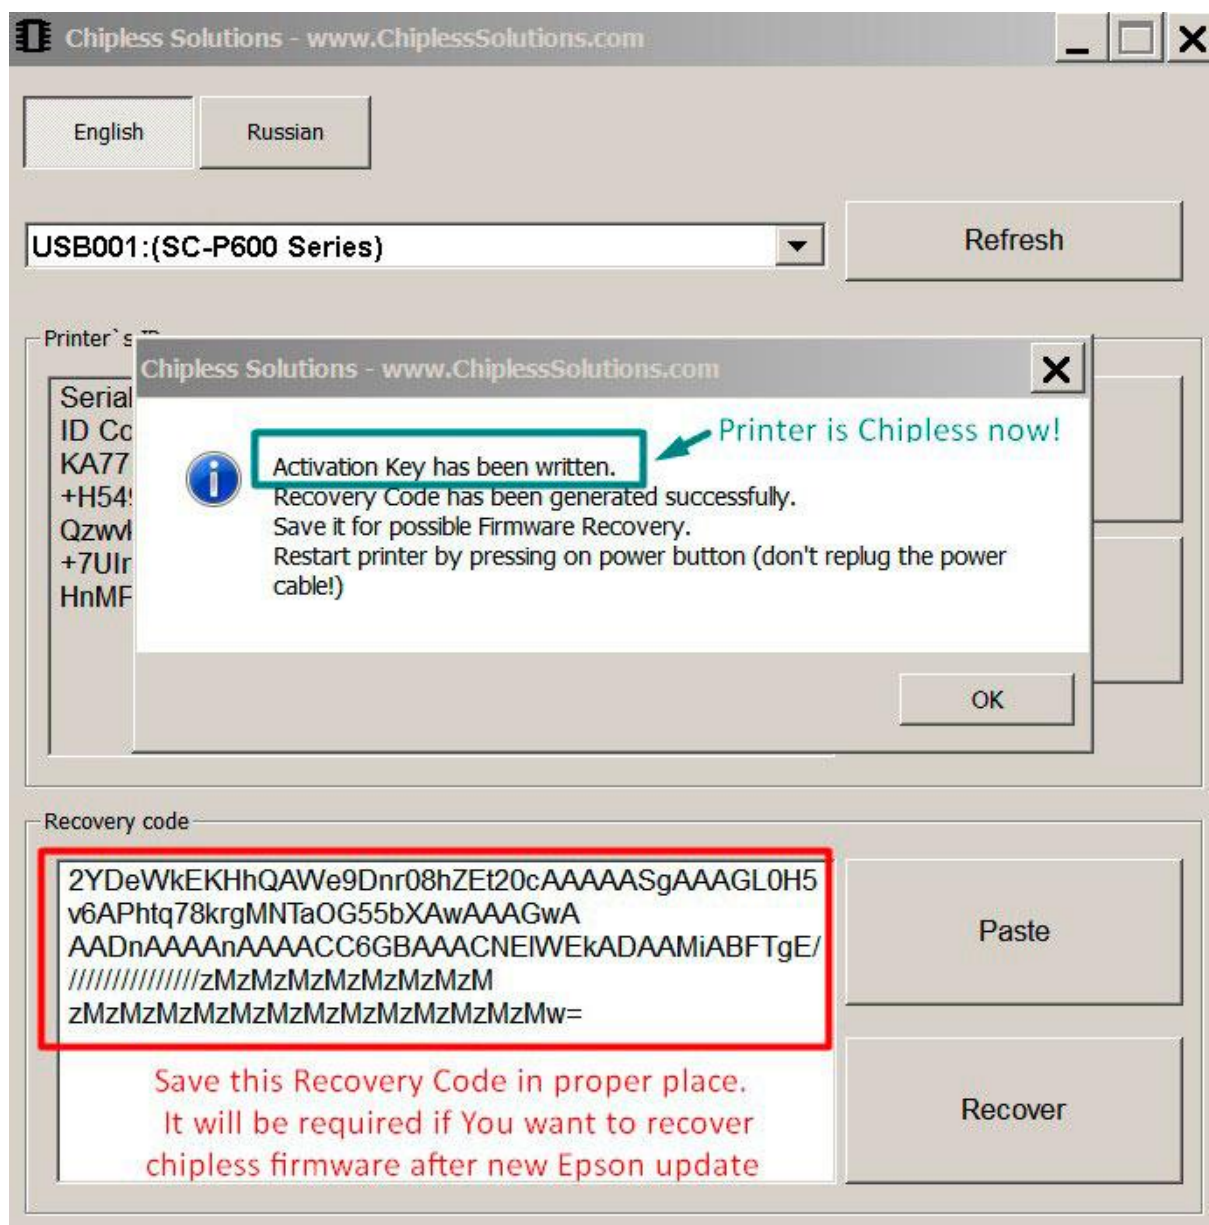 Chipless Solutions - www.ChiplessSolutions.com
English
Russian
USB001:(SC-P600 Series)
Refresh
Printer`s
Chipless Solutions - www.ChiplessSolutions.com
Serial
ID Co
KA77
+H54
Qzwvk
+7UIr
HnMF
Printer is Chipless now!
Activation Key has been written.
Recovery Code has been generated successfully.
Save it for possible Firmware Recovery.
Restart printer by pressing on power button (don't replug the power
cable!)
OK
Recovery code
2YDeWkEKHhQAWe9Dnr08hZEt20cAAAAASgAAAGL0H5
v6APhtq78krgMNTaOG55bXAwAAAGwA
AADnAAAAnAAAACC6GBAAACNElWEkADAAMiABFTgE/
///////////////zMzMzMzMzMzMzMzM
zMzMzMzMzMzMzMzMzMzMzMzMzMw=
Paste
Save this Recovery Code in proper place.
It will be required if You want to recover
chipless firmware after new Epson update
Recover